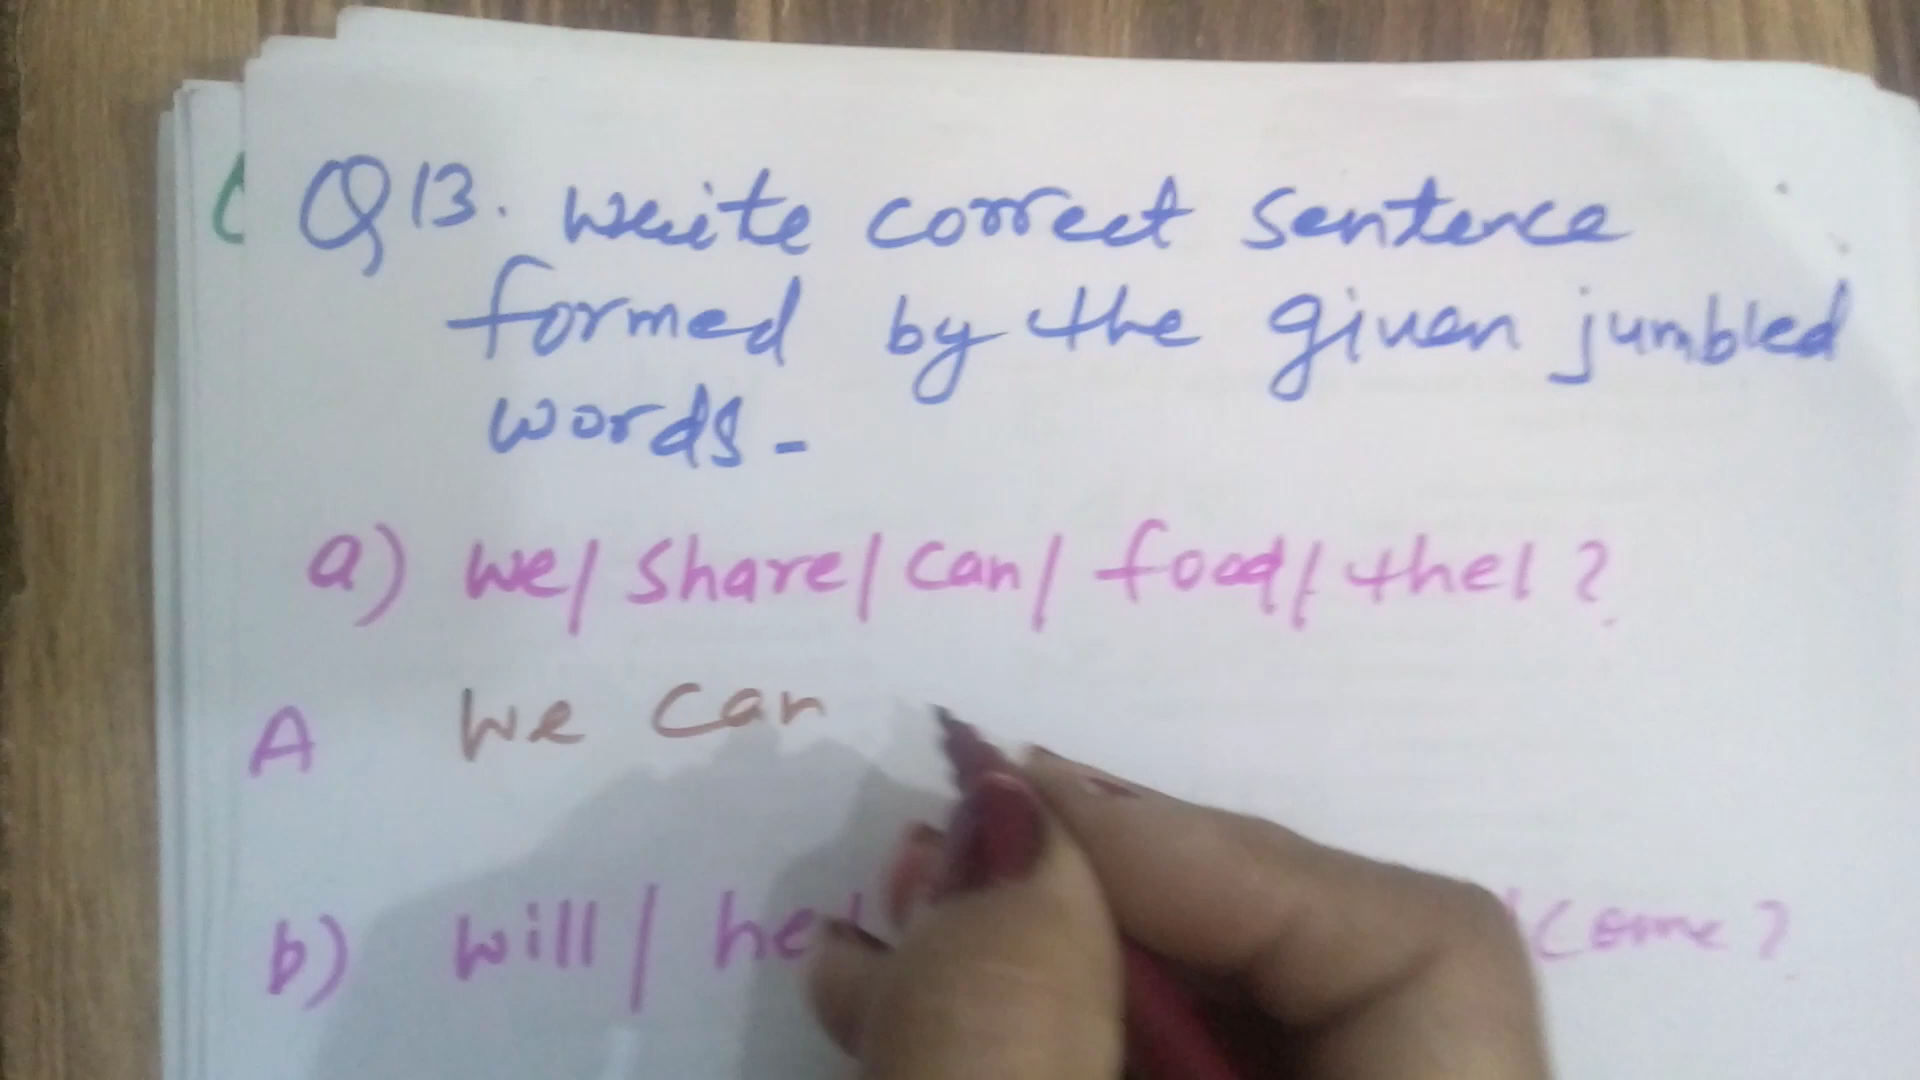 Q13. Write correct sentence
formed by the given jumbled
words-
a) we/ share/ can/ food/ the/ ?
A We can
b) will/ he/ come?